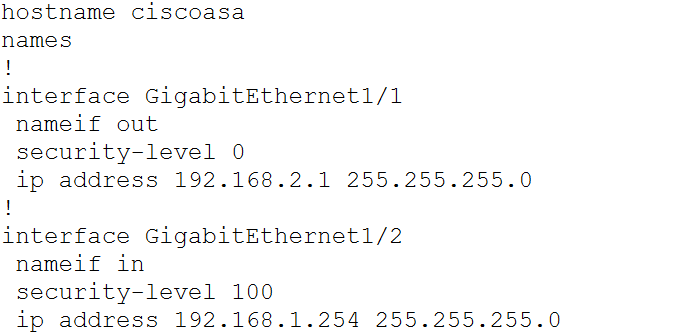 hostname ciscoasa
names
!
interface GigabitEthernet1/1
 nameif out
 security-level 0
 ip address 192.168.2.1 255.255.255.0
!
interface GigabitEthernet1/2
 nameif in
 security-level 100
 ip address 192.168.1.254 255.255.255.0